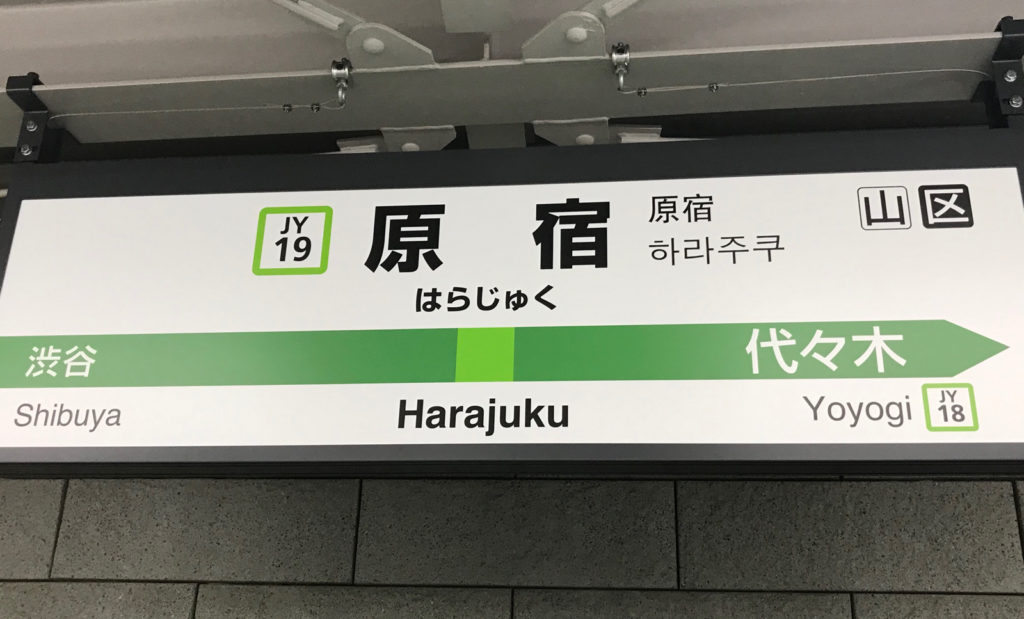 JY
19
原宿
原宿
하라주쿠
山 区
はらじゅく
渋谷
代々木
Shibuya
Harajuku
Yoyogi
JY
18